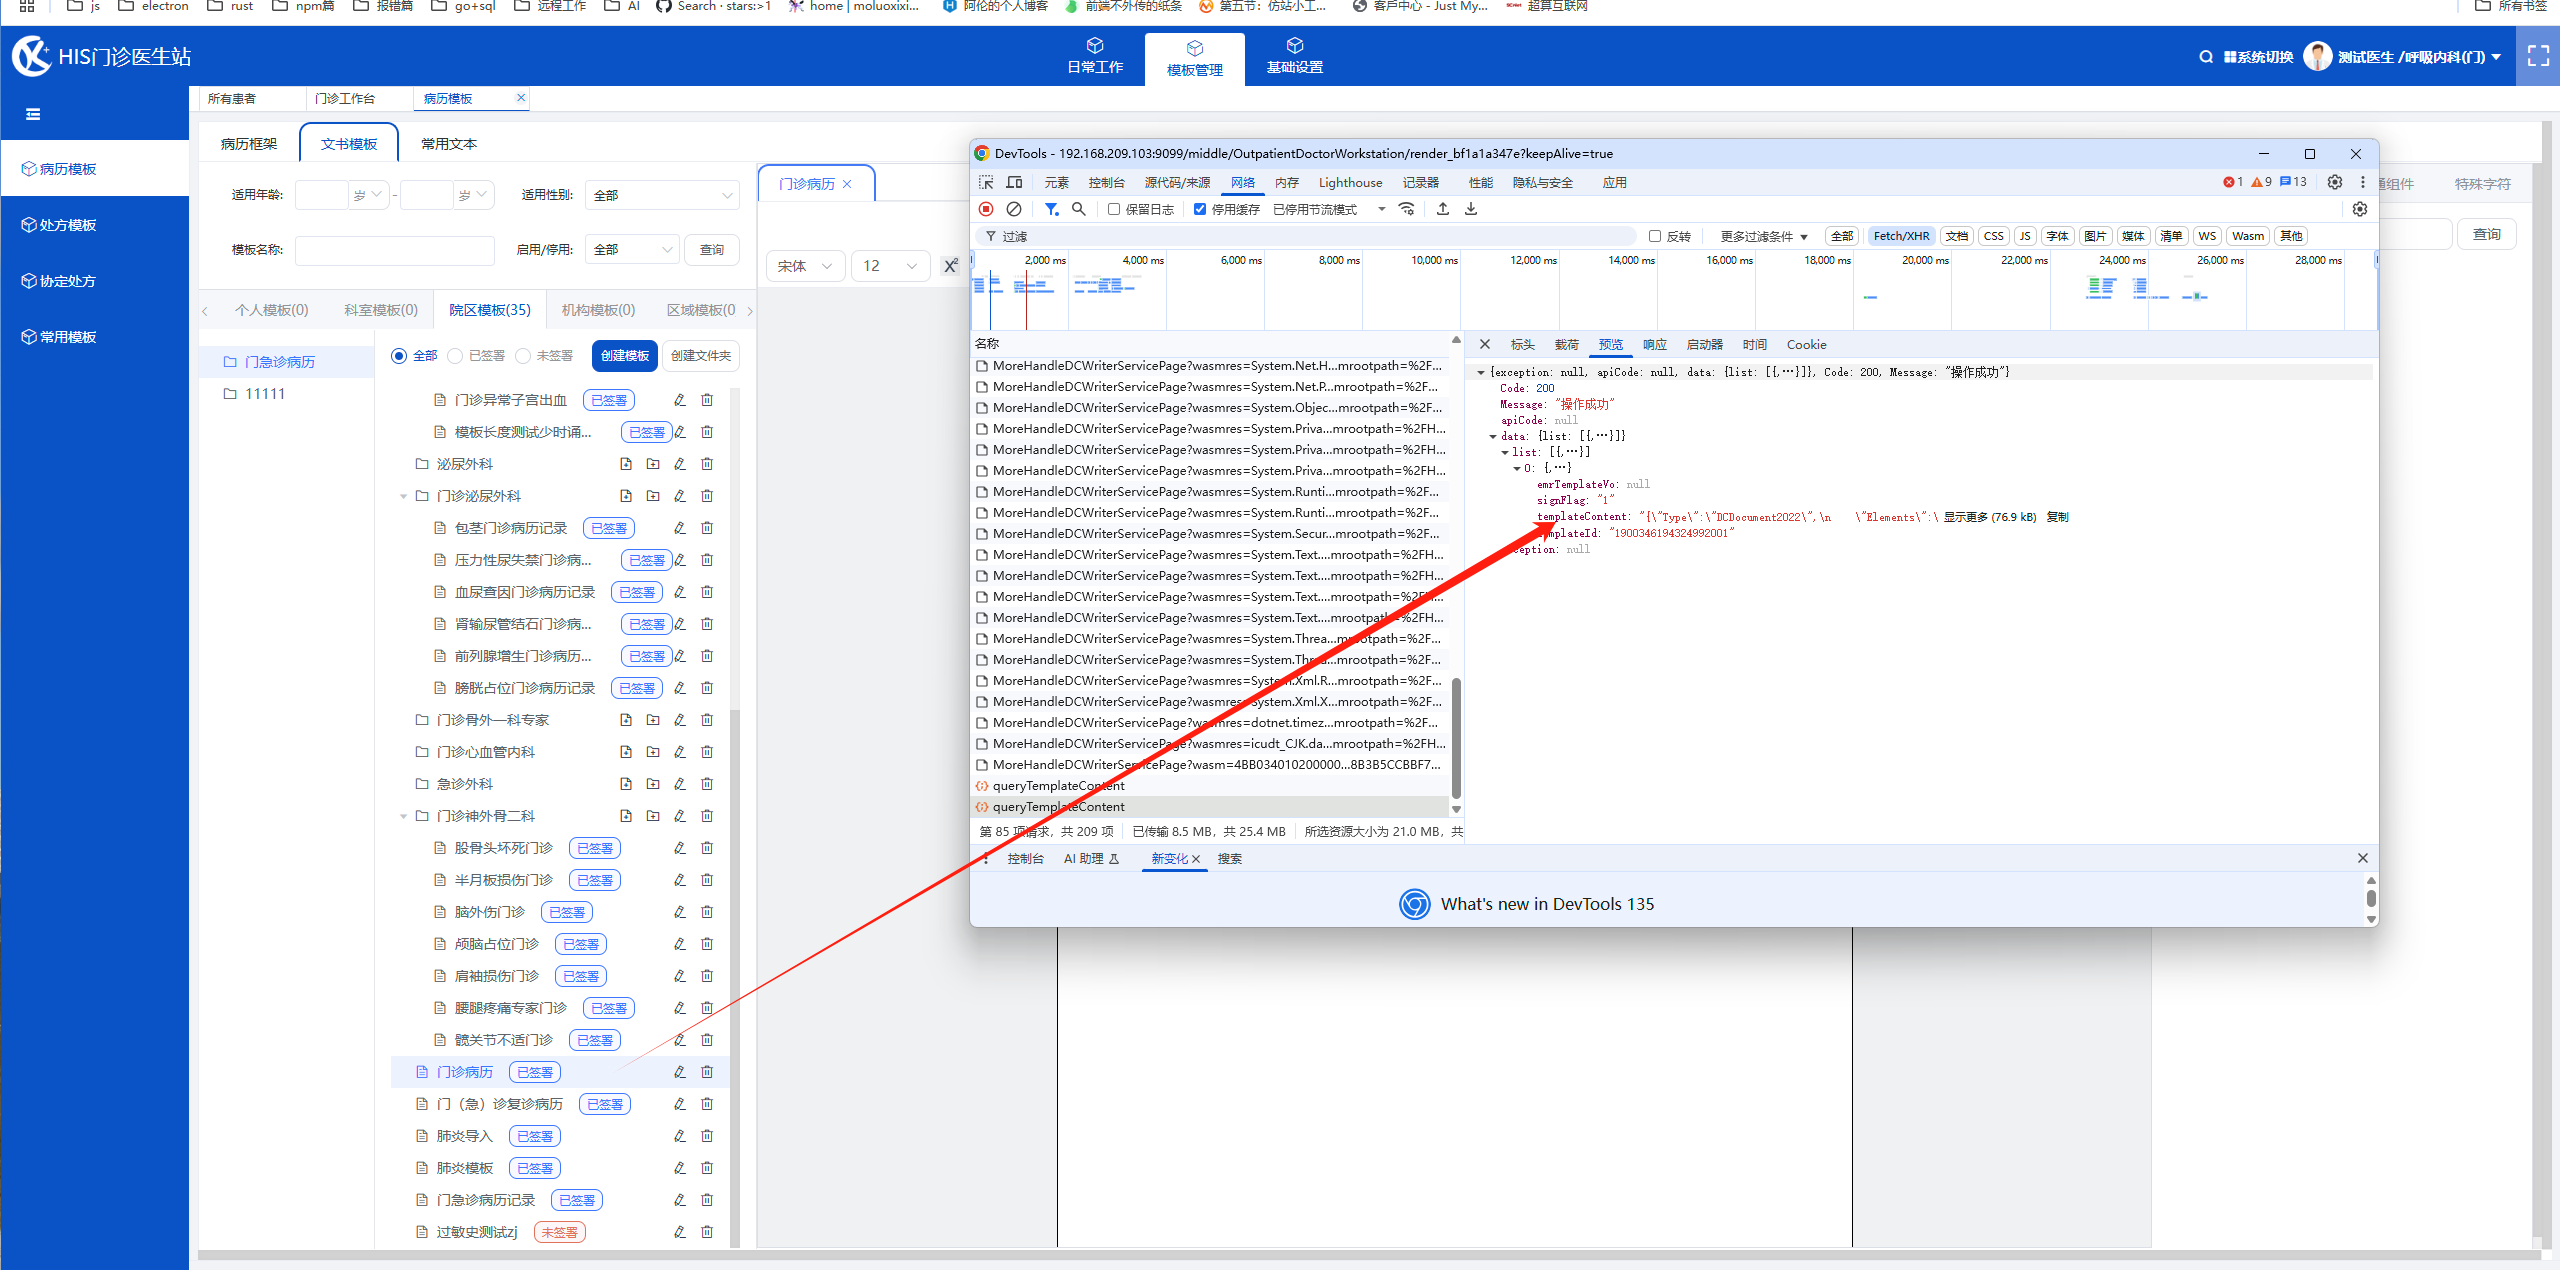 js electron rust npm篇 报错篇 go+sql 远程工作 AI Search · stars:>1 home | moluoxixi... 阿伦的个人博客 前端不外传的纸条 第五节：仿站小工... 客戶中心 - Just My... 超算互联网 所有书签
HIS门诊医生站
日常工作 模板管理 基础设置
系统切换 测试医生 /呼吸内科(门)
所有患者 门诊工作台 病历模板
病历模板
处方模板
协定处方
常用模板
病历框架 文书模板 常用文本
适用年龄: 岁 - 岁 适用性别: 全部
模板名称: 启用/停用: 全部 查询
个人模板(0) 科室模板(0) 院区模板(35) 机构模板(0) 区域模板(0
门急诊病历
11111
全部 已签署 未签署 创建模板 创建文件夹
门诊异常子宫出血 已签署
模板长度测试少时诵... 已签署
泌尿外科
门诊泌尿外科
包茎门诊病历记录 已签署
压力性尿失禁门诊病... 已签署
血尿查因门诊病历记录 已签署
肾输尿管结石门诊病... 已签署
前列腺增生门诊病历... 已签署
膀胱占位门诊病历记录 已签署
门诊骨外一科专家
门诊心血管内科
急诊外科
门诊神外骨二科
股骨头坏死门诊 已签署
半月板损伤门诊 已签署
脑外伤门诊 已签署
颅脑占位门诊 已签署
肩袖损伤门诊 已签署
腰腿疼痛专家门诊 已签署
髋关节不适门诊 已签署
门诊病历 已签署
门（急）诊复诊病历 已签署
肺炎导入 已签署
肺炎模板 已签署
门急诊病历记录 已签署
过敏史测试zj 未签署
门诊病历
宋体 12 X²
组件 特殊字符
查询
DevTools - 192.168.209.103:9099/middle/OutpatientDoctorWorkstation/render_bf1a1a347e?keepAlive=true
元素 控制台 源代码/来源 网络 内存 Lighthouse 记录器 性能 隐私与安全 应用 1 9 13
保留日志 停用缓存 已停用节流模式
过滤 反转 更多过滤条件 全部 Fetch/XHR 文档 CSS JS 字体 图片 媒体 清单 WS Wasm 其他
2,000 ms 4,000 ms 6,000 ms 8,000 ms 10,000 ms 12,000 ms 14,000 ms 16,000 ms 18,000 ms 20,000 ms 22,000 ms 24,000 ms 26,000 ms 28,000 ms
名称
MoreHandleDCWriterServicePage?wasmres=System.Net.H...mrootpath=%2F...
MoreHandleDCWriterServicePage?wasmres=System.Net.P...mrootpath=%2F...
MoreHandleDCWriterServicePage?wasmres=System.Objec...mrootpath=%2F...
MoreHandleDCWriterServicePage?wasmres=System.Priva...mrootpath=%2FH...
MoreHandleDCWriterServicePage?wasmres=System.Priva...mrootpath=%2FH...
MoreHandleDCWriterServicePage?wasmres=System.Priva...mrootpath=%2FH...
MoreHandleDCWriterServicePage?wasmres=System.Runti...mrootpath=%2F...
MoreHandleDCWriterServicePage?wasmres=System.Runti...mrootpath=%2F...
MoreHandleDCWriterServicePage?wasmres=System.Secur...mrootpath=%2F...
MoreHandleDCWriterServicePage?wasmres=System.Text....mrootpath=%2FH...
MoreHandleDCWriterServicePage?wasmres=System.Text....mrootpath=%2FH...
MoreHandleDCWriterServicePage?wasmres=System.Text....mrootpath=%2FH...
MoreHandleDCWriterServicePage?wasmres=System.Text....mrootpath=%2FH...
MoreHandleDCWriterServicePage?wasmres=System.Threa...mrootpath=%2F...
MoreHandleDCWriterServicePage?wasmres=System.Threa...mrootpath=%2F...
MoreHandleDCWriterServicePage?wasmres=System.Xml.R...mrootpath=%2F...
MoreHandleDCWriterServicePage?wasmres=System.Xml.X...mrootpath=%2F...
MoreHandleDCWriterServicePage?wasmres=dotnet.timez...mrootpath=%2F...
MoreHandleDCWriterServicePage?wasmres=icudt_CJK.da...mrootpath=%2FH...
MoreHandleDCWriterServicePage?wasm=4BB034010200000...8B3B5CCBBF7...
queryTemplateContent
queryTemplateContent
第 85 项请求，共 209 项 已传输 8.5 MB，共 25.4 MB 所选资源大小为 21.0 MB，共
标头 载荷 预览 响应 启动器 时间 Cookie
{exception: null, apiCode: null, data: {list: [{,…}]}, Code: 200, Message: "操作成功"}
Code: 200
Message: "操作成功"
apiCode: null
data: {list: [{,…}]}
list: [{,…}]
0: {,…}
emrTemplateVo: null
signFlag: "1"
templateContent: "{\"Type\":\"DCDocument2022\",\n \"Elements\":\ 显示更多 (76.9 kB) 复制
mplateId: "1900346194324992001"
ception: null
控制台 AI 助理 新变化 搜索
What's new in DevTools 135